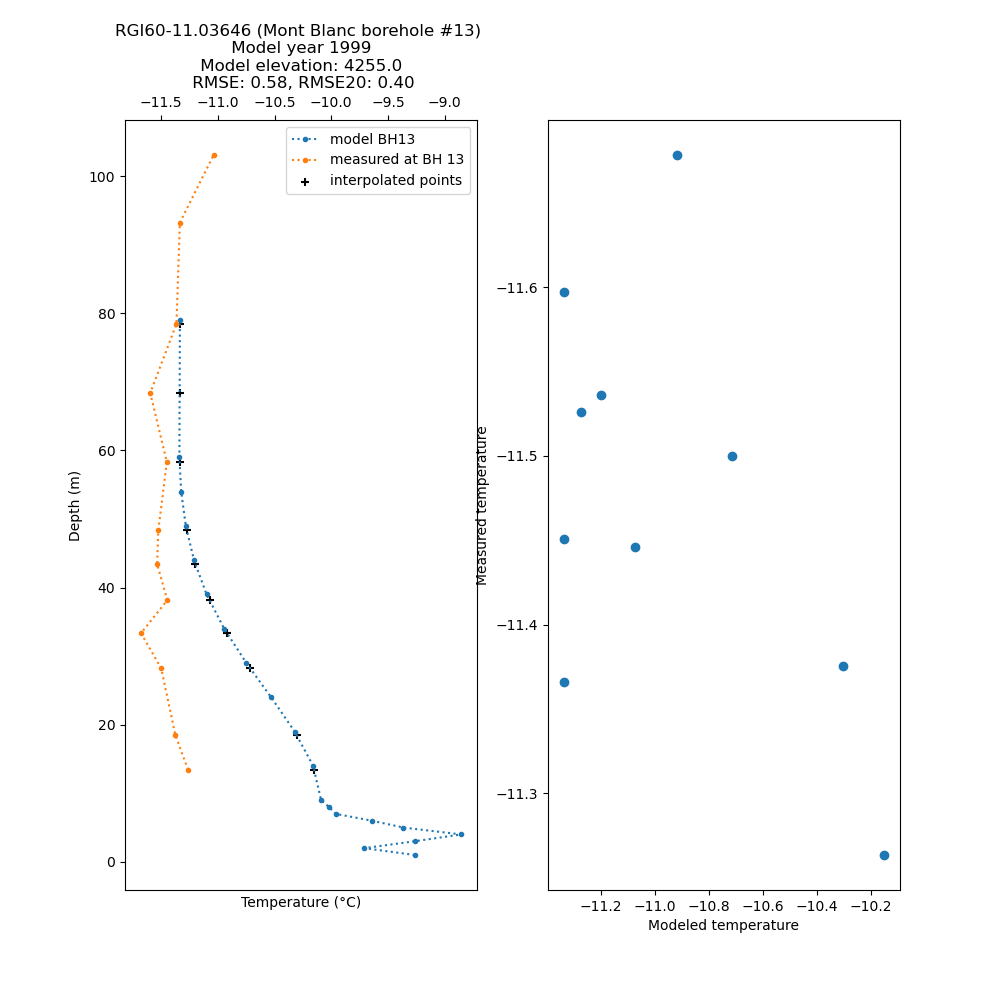 RGI60-11.03646 (Mont Blanc borehole #13)
Model year 1999
Model elevation: 4255.0
RMSE: 0.58, RMSE20: 0.40
−11.5 −11.0 −10.5 −10.0 −9.5 −9.0
model BH13
measured at BH 13
interpolated points
100
80
60
40
20
0
Depth (m)
Temperature (°C)
−11.6
−11.5
−11.4
−11.3
Measured temperature
−11.2 −11.0 −10.8 −10.6 −10.4 −10.2
Modeled temperature